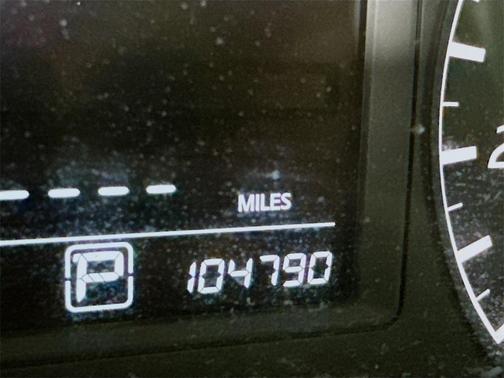 – – – –
MILES
P 104790